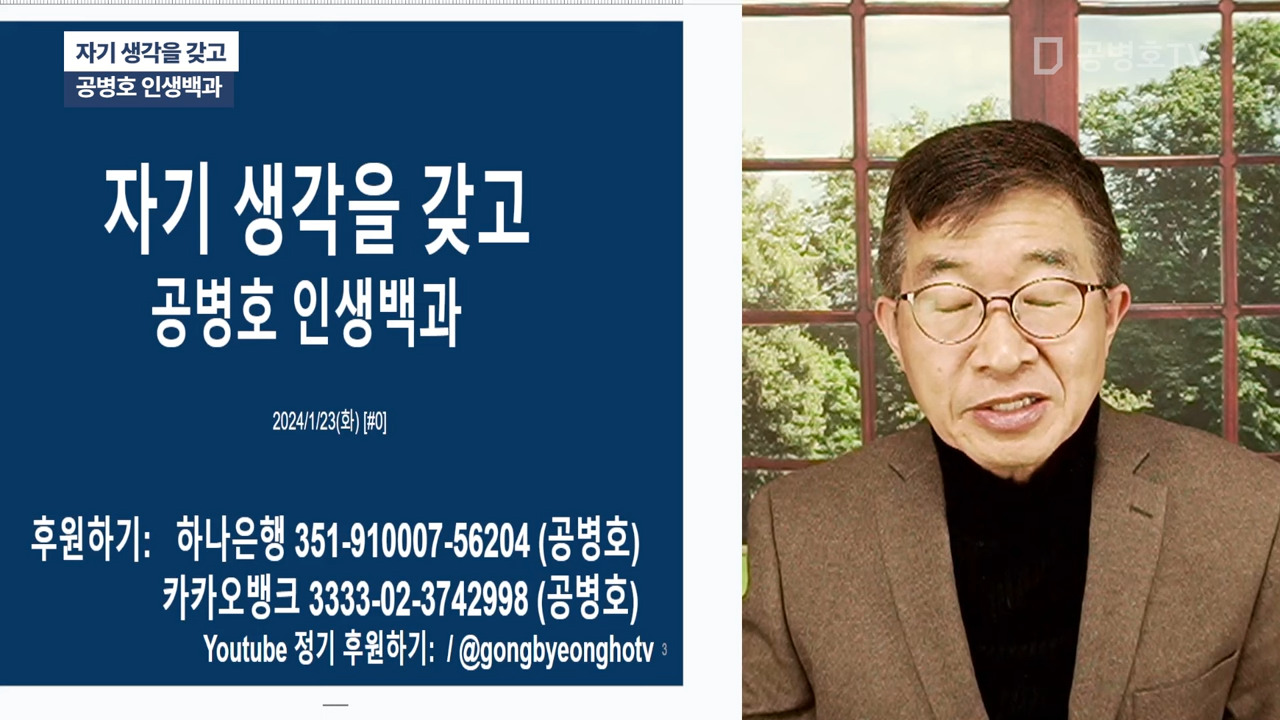 자기 생각을 갖고
공병호 인생백과
공병호TV
자기 생각을 갖고
공병호 인생백과
2024/1/23(화) [#0]
후원하기: 하나은행 351-910007-56204 (공병호)
카카오뱅크 3333-02-3742998 (공병호)
Youtube 정기 후원하기: / @gongbyeonghotv
3